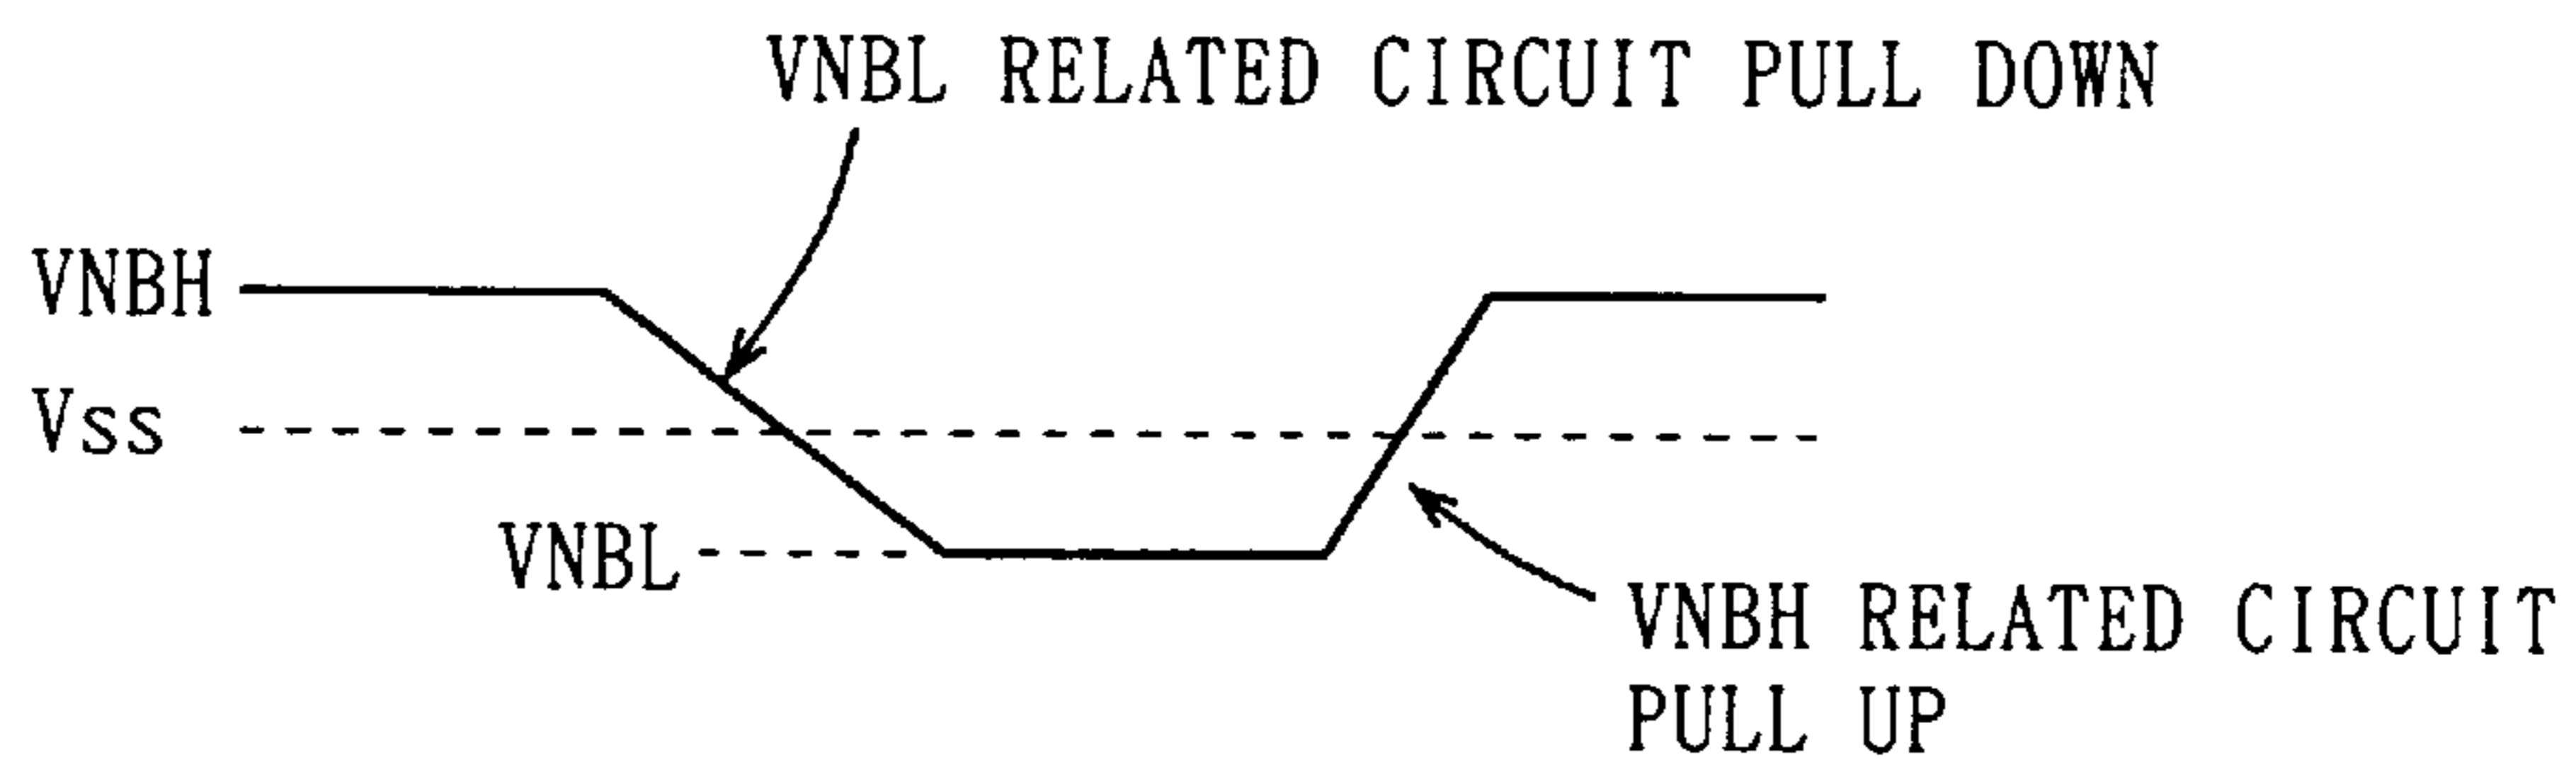 VNBL RELATED CIRCUIT PULL DOWN
VNBH
Vss
VNBL
VNBH RELATED CIRCUIT
PULL UP